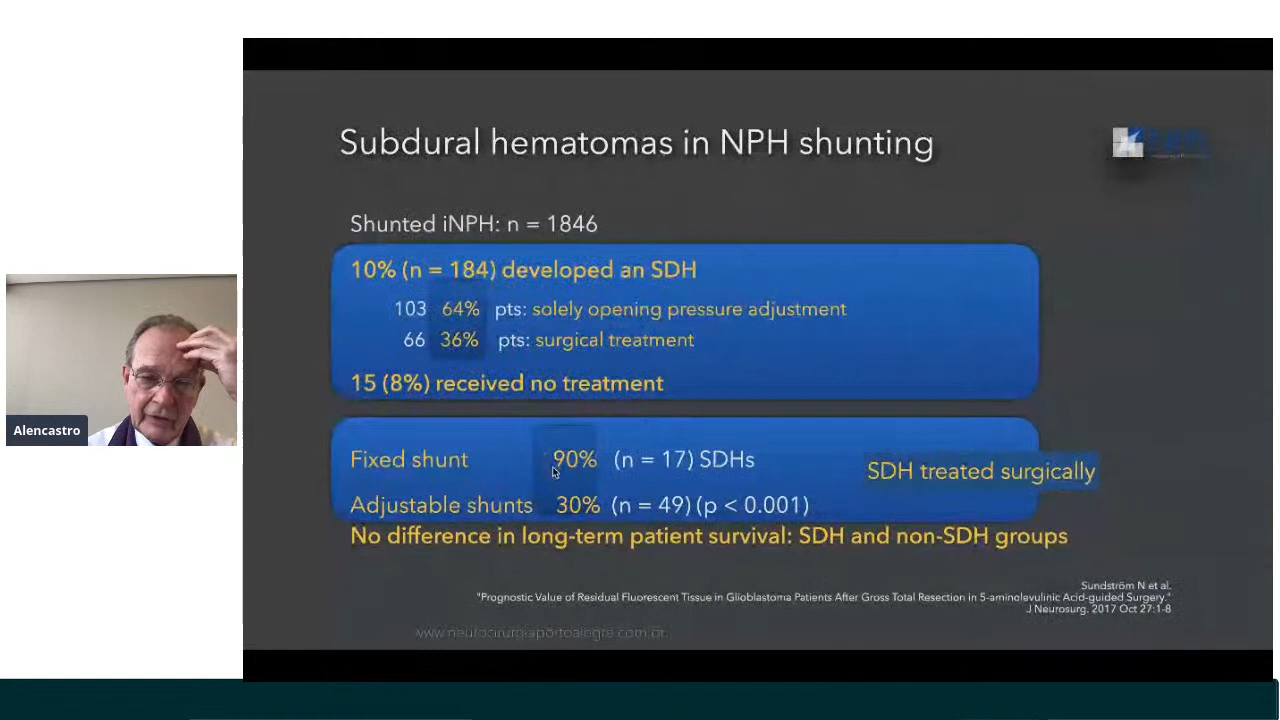 Subdural hematomas in NPH shunting
Shunted iNPH: n = 1846
10% (n = 184) developed an SDH
103 64% pts: solely opening pressure adjustment
66 36% pts: surgical treatment
15 (8%) received no treatment
Fixed shunt 90% (n = 17) SDHs
SDH treated surgically
Adjustable shunts 30% (n = 49) (p < 0.001)
No difference in long-term patient survival: SDH and non-SDH groups
Sundström N et al.
"Prognostic Value of Residual Fluorescent Tissue in Glioblastoma Patients After Gross Total Resection in 5-aminolevulinic Acid-guided Surgery."
J Neurosurg. 2017 Oct 27:1-8
www.neurocirurgiaportoalegre.com.br
Alencastro